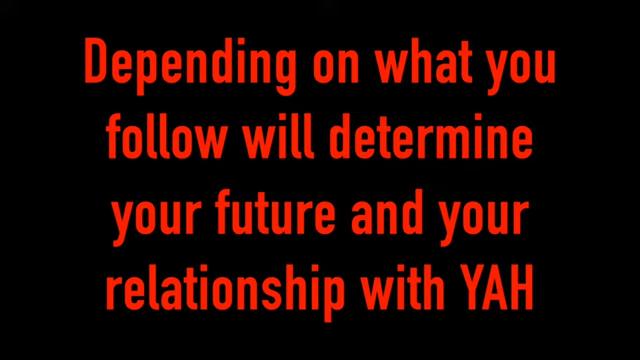 Depending on what you
follow will determine
your future and your
relationship with YAH